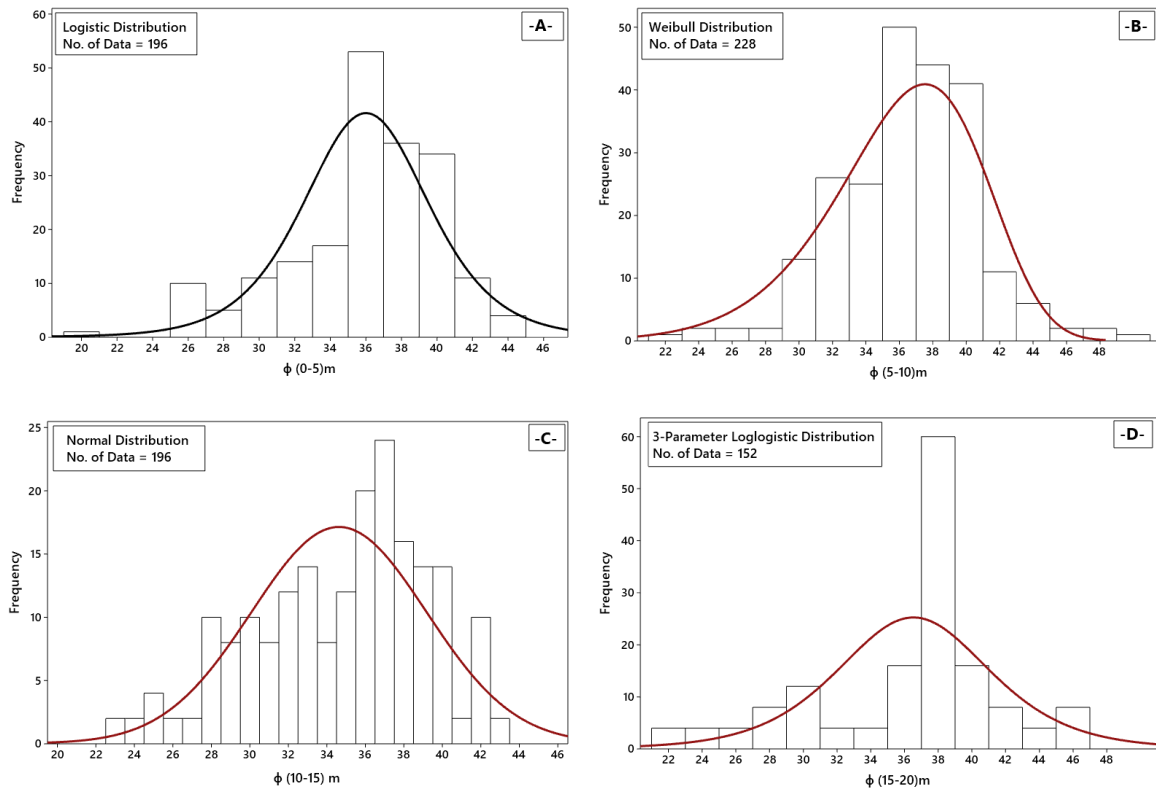 Logistic Distribution
No. of Data = 196
-A-
60
50
40
30
20
10
0
Frequency
20 22 24 26 28 30 32 34 36 38 40 42 44 46
ϕ (0-5)m
Weibull Distribution
No. of Data = 228
-B-
50
40
30
20
10
0
Frequency
22 24 26 28 30 32 34 36 38 40 42 44 46 48
ϕ (5-10)m
Normal Distribution
No. of Data = 196
-C-
25
20
15
10
5
0
Frequency
20 22 24 26 28 30 32 34 36 38 40 42 44 46
ϕ (10-15) m
3-Parameter Loglogistic Distribution
No. of Data = 152
-D-
60
50
40
30
20
10
0
Frequency
22 24 26 28 30 32 34 36 38 40 42 44 46 48
ϕ (15-20)m